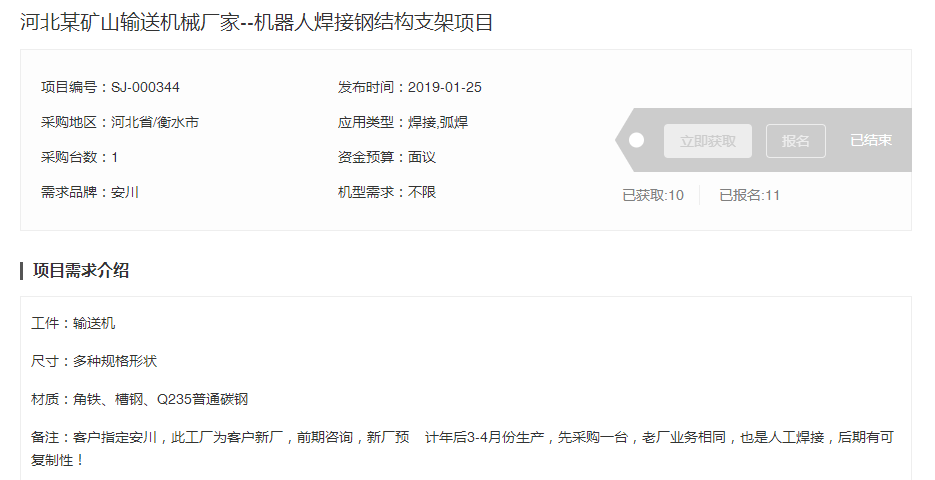 河北某矿山输送机械厂家--机器人焊接钢结构支架项目
项目编号：SJ-000344
发布时间：2019-01-25
采购地区：河北省/衡水市
应用类型：焊接,弧焊
采购台数：1
资金预算：面议
需求品牌：安川
机型需求：不限
立即获取
报名
已结束
已获取:10
已报名:11
项目需求介绍
工件：输送机
尺寸：多种规格形状
材质：角铁、槽钢、Q235普通碳钢
备注：客户指定安川，此工厂为客户新厂，前期咨询，新厂预 计年后3-4月份生产，先采购一台，老厂业务相同，也是人工焊接，后期有可
复制性！